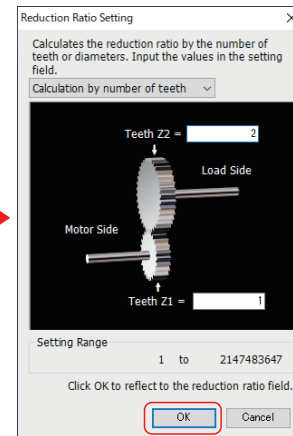 Reduction Ratio Setting
Calculates the reduction ratio by the number of
teeth or diameters. Input the values in the setting
field.
Calculation by number of teeth
Teeth Z2 = 2
Load Side
Motor Side
Teeth Z1 = 1
Setting Range
1 to 2147483647
Click OK to reflect to the reduction ratio field.
OK Cancel